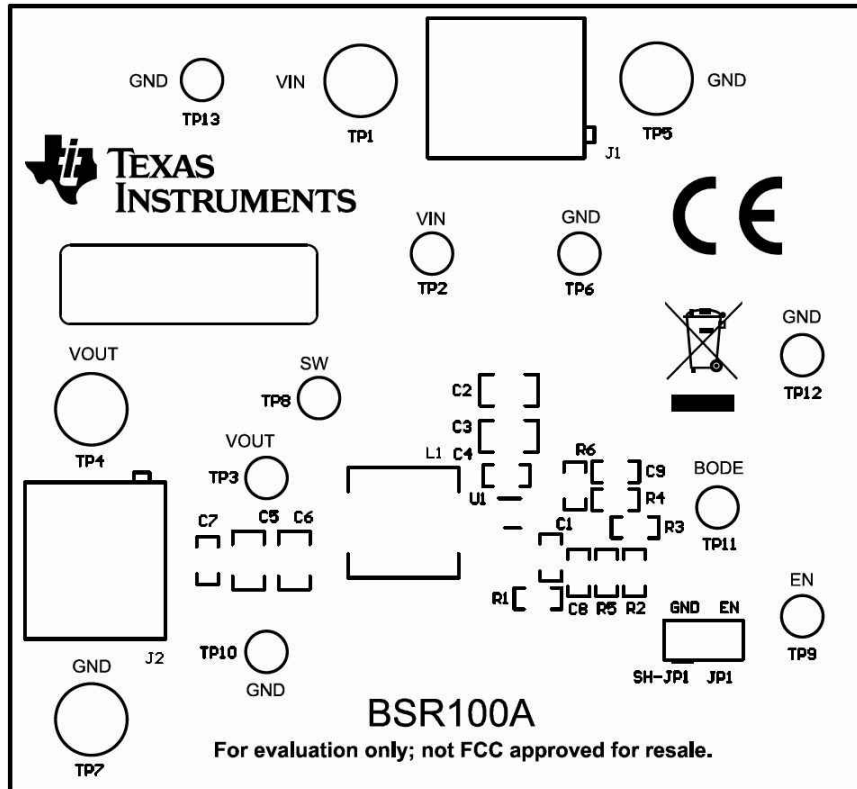 GND
TP13
VIN
TP1
J1
TP5
GND
TEXAS
INSTRUMENTS
VIN
TP2
GND
TP6
CE
GND
TP12
VOUT
TP4
SW
TP8
VOUT
TP3
L1
C2
C3
C4
U1
R6
C9
R4
R3
BODE
TP11
C7
C5
C6
C1
R1
C8
R5
R2
EN
TP9
GND EN
SH-JP1 JP1
J2
TP10
GND
GND
TP7
BSR100A
For evaluation only; not FCC approved for resale.